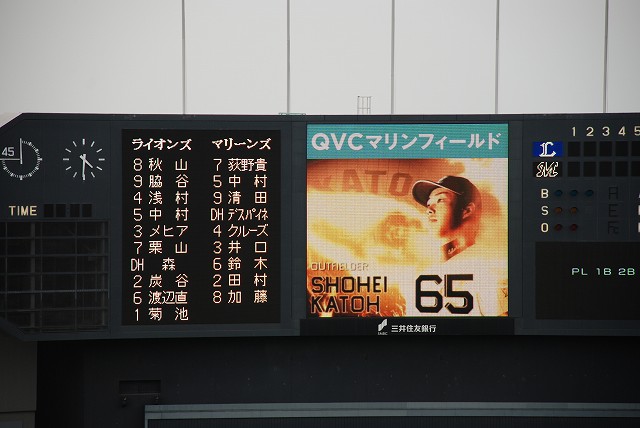 1 2 3 4 5
45
TIME
ライオンズ マリーンズ
8 秋山 7 荻野貴
9 脇谷 5 中村
4 浅村 9 清田
5 中村 DH デスパイネ
3 メヒア 4 クルーズ
7 栗山 3 井口
DH 森 6 鈴木
2 炭谷 2 田村
6 渡辺直 8 加藤
1 菊池
QVCマリンフィールド
KATO
OUTFIELDER
SHOHEI
KATOH 65
三井住友銀行
L
M
B H
S E
O R
PL 1B 2B